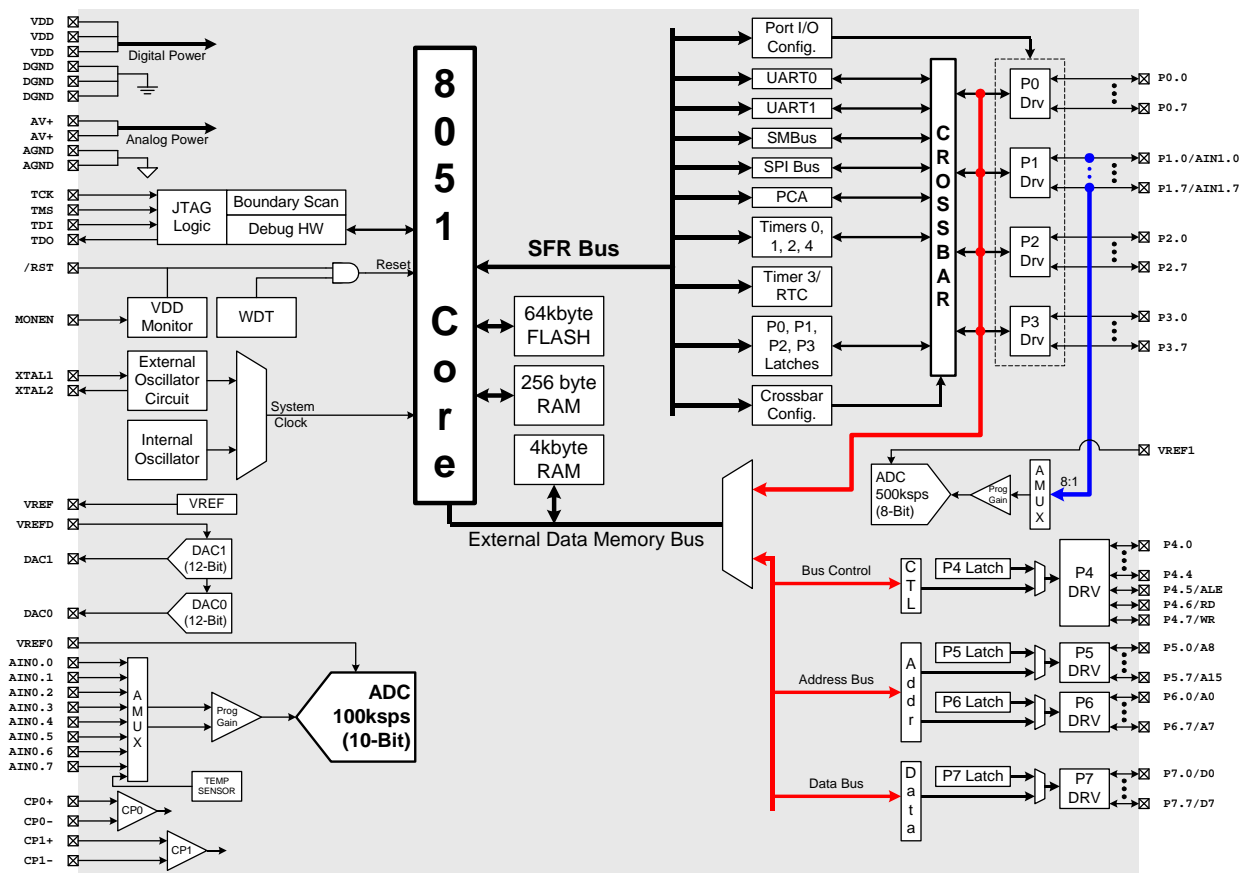 VDD
VDD
VDD
Digital Power
DGND
DGND
DGND
AV+
AV+
Analog Power
AGND
AGND
TCK
TMS
TDI
TDO
JTAG
Logic
Boundary Scan
Debug HW
/RST
Reset
MONEN
VDD
Monitor
WDT
XTAL1
XTAL2
External
Oscillator
Circuit
Internal
Oscillator
System
Clock
VREF
VREF
VREFD
DAC1
DAC1
(12-Bit)
DAC0
DAC0
(12-Bit)
VREF0
AIN0.0
AIN0.1
AIN0.2
AIN0.3
AIN0.4
AIN0.5
AIN0.6
AIN0.7
AMUX
Prog
Gain
ADC
100ksps
(10-Bit)
TEMP
SENSOR
CP0+
CP0-
CP0
CP1+
CP1-
CP1
8051 Core
SFR Bus
64kbyte
FLASH
256 byte
RAM
4kbyte
RAM
External Data Memory Bus
Port I/O
Config.
UART0
UART1
SMBus
SPI Bus
PCA
Timers 0,
1, 2, 4
Timer 3/
RTC
P0, P1,
P2, P3
Latches
Crossbar
Config.
CROSSBAR
P0
Drv
P1
Drv
P2
Drv
P3
Drv
P0.0
P0.7
P1.0/AIN1.0
P1.7/AIN1.7
P2.0
P2.7
P3.0
P3.7
VREF1
ADC
500ksps
(8-Bit)
Prog
Gain
AMUX
8:1
Bus Control
CTL
P4 Latch
P4
DRV
P4.0
P4.4
P4.5/ALE
P4.6/RD
P4.7/WR
Address Bus
Addr
P5 Latch
P5
DRV
P5.0/A8
P5.7/A15
P6 Latch
P6
DRV
P6.0/A0
P6.7/A7
Data Bus
Data
P7 Latch
P7
DRV
P7.0/D0
P7.7/D7